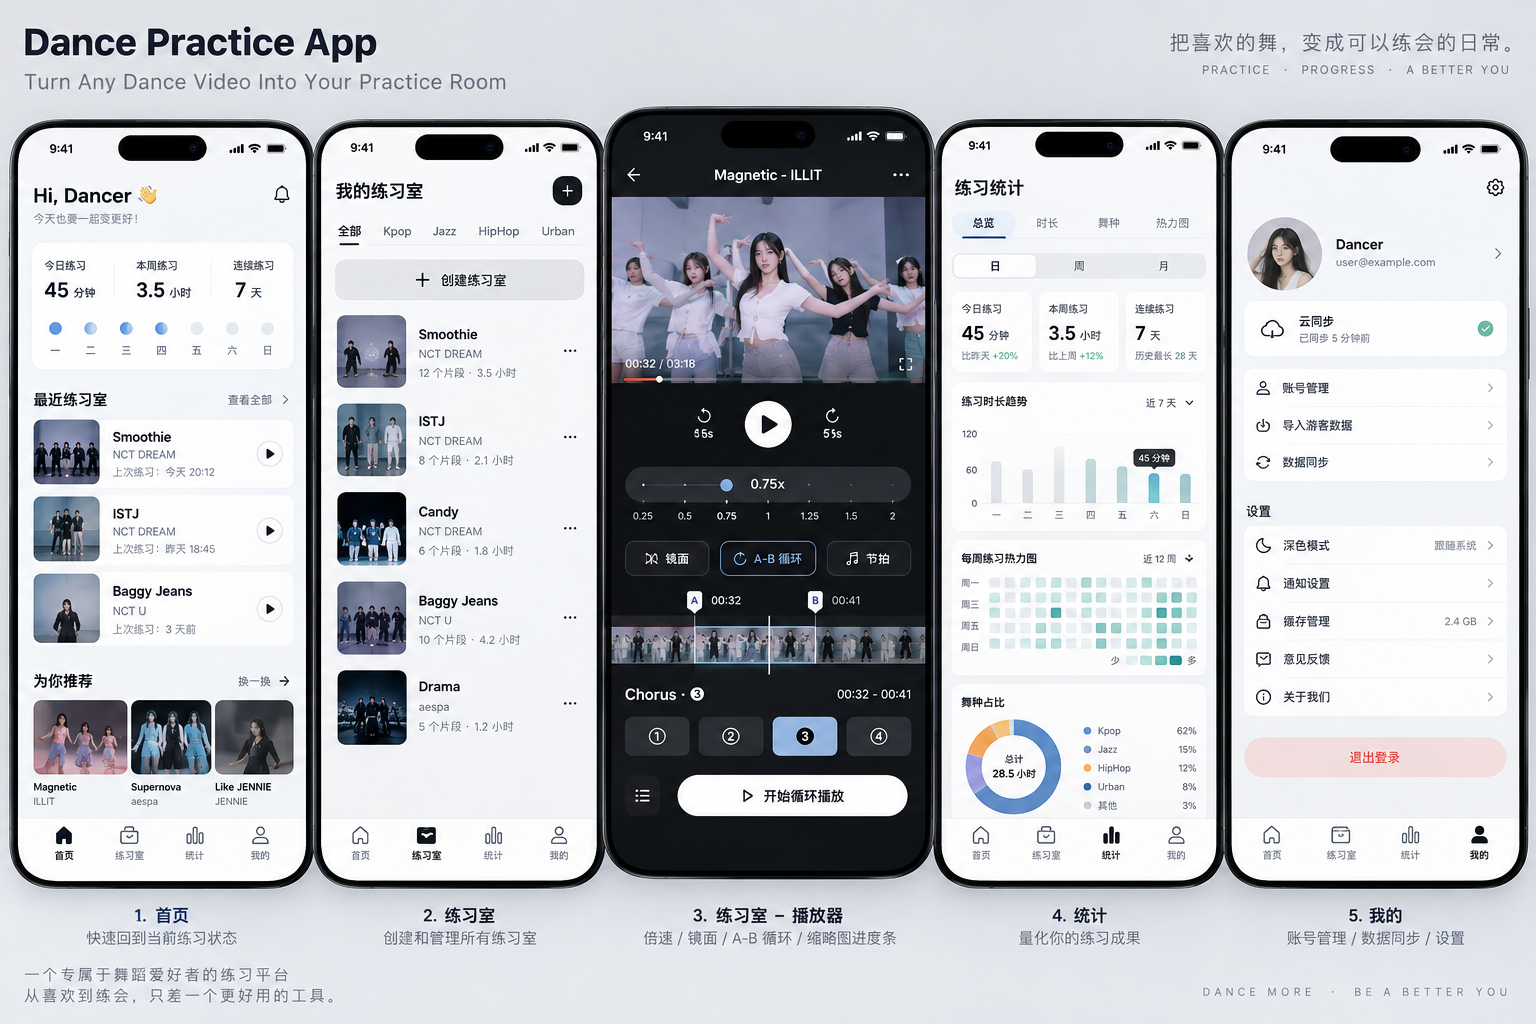 Dance Practice App
Turn Any Dance Video Into Your Practice Room
把喜欢的舞，变成可以练会的日常。
PRACTICE · PROGRESS · A BETTER YOU
9:41
Hi, Dancer 👋
今天也要一起变更好！
今日练习 本周练习 连续练习
45 分钟 3.5 小时 7 天
一 二 三 四 五 六 日
最近练习室 查看全部
Smoothie
NCT DREAM
上次练习：今天 20:12
ISTJ
NCT DREAM
上次练习：昨天 18:45
Baggy Jeans
NCT U
上次练习：3 天前
为你推荐 换一换
Magnetic Supernova Like JENNIE
ILLIT aespa JENNIE
首页 练习室 统计 我的
1. 首页
快速回到当前练习状态
9:41
我的练习室
全部 Kpop Jazz HipHop Urban
创建练习室
Smoothie
NCT DREAM
12 个片段 · 3.5 小时
ISTJ
NCT DREAM
8 个片段 · 2.1 小时
Candy
NCT DREAM
6 个片段 · 1.8 小时
Baggy Jeans
NCT U
10 个片段 · 4.2 小时
Drama
aespa
5 个片段 · 1.2 小时
首页 练习室 统计 我的
2. 练习室
创建和管理所有练习室
9:41
Magnetic - ILLIT
00:32 / 03:18
5s 5s
0.75x
0.25 0.5 0.75 1 1.25 1.5 2
镜面 A-B 循环 节拍
A 00:32 B 00:41
Chorus · 3 00:32 - 00:41
1 2 3 4
开始循环播放
3. 练习室 – 播放器
倍速 / 镜面 / A-B 循环 / 缩略图进度条
9:41
练习统计
总览 时长 舞种 热力图
日 周 月
今日练习 本周练习 连续练习
45 分钟 3.5 小时 7 天
比昨天 +20% 比上周 +12% 历史最长 28 天
练习时长趋势 近 7 天
120
45 分钟
60
0
一 二 三 四 五 六 日
每周练习热力图 近 12 周
周一
周三
周五
周日
少 多
舞种占比
总计
28.5 小时
Kpop 62%
Jazz 15%
HipHop 12%
Urban 8%
其他 3%
首页 练习室 统计 我的
4. 统计
量化你的练习成果
9:41
Dancer
user@example.com
云同步
已同步 5 分钟前
账号管理
导入游客数据
数据同步
设置
深色模式 跟随系统
通知设置
缓存管理 2.4 GB
意见反馈
关于我们
退出登录
首页 练习室 统计 我的
5. 我的
账号管理 / 数据同步 / 设置
一个专属于舞蹈爱好者的练习平台
从喜欢到练会，只差一个更好用的工具。
DANCE MORE · BE A BETTER YOU